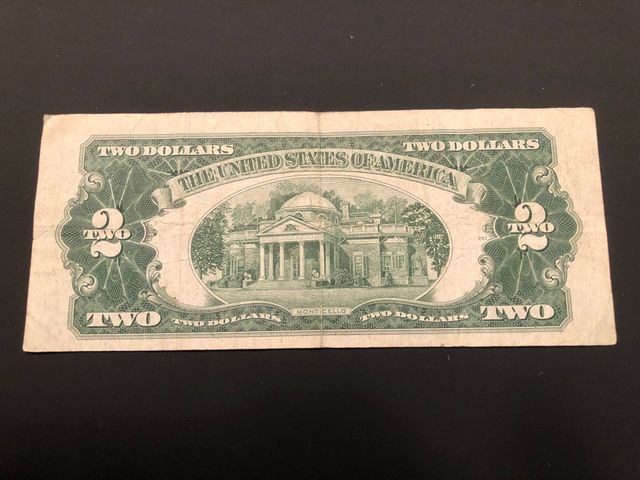 TWO DOLLARS TWO DOLLARS
THE UNITED STATES OF AMERICA
2 2
TWO TWO
MONTICELLO
TWO TWO DOLLARS TWO DOLLARS TWO